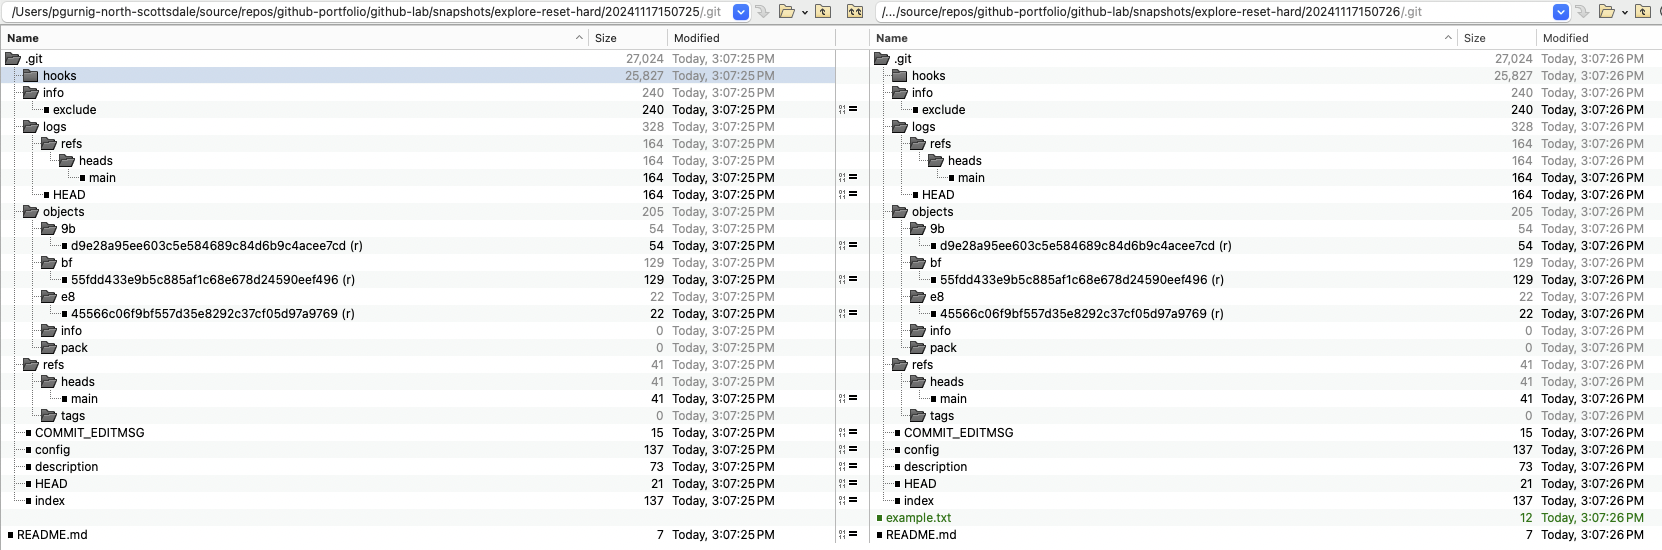 /Users/pgurnig-north-scottsdale/source/repos/github-portfolio/github-lab/snapshots/explore-reset-hard/20241117150725/.git /.../source/repos/github-portfolio/github-lab/snapshots/explore-reset-hard/20241117150726/.git
Name Size Modified Name Size Modified
.git 27,024 Today, 3:07:25 PM .git 27,024 Today, 3:07:26 PM
hooks 25,827 Today, 3:07:25 PM hooks 25,827 Today, 3:07:26 PM
info 240 Today, 3:07:25 PM info 240 Today, 3:07:26 PM
exclude 240 Today, 3:07:25 PM = exclude 240 Today, 3:07:26 PM
logs 328 Today, 3:07:25 PM logs 328 Today, 3:07:26 PM
refs 164 Today, 3:07:25 PM refs 164 Today, 3:07:26 PM
heads 164 Today, 3:07:25 PM heads 164 Today, 3:07:26 PM
main 164 Today, 3:07:25 PM = main 164 Today, 3:07:26 PM
HEAD 164 Today, 3:07:25 PM = HEAD 164 Today, 3:07:26 PM
objects 205 Today, 3:07:25 PM objects 205 Today, 3:07:26 PM
9b 54 Today, 3:07:25 PM 9b 54 Today, 3:07:26 PM
d9e28a95ee603c5e584689c84d6b9c4acee7cd (r) 54 Today, 3:07:25 PM = d9e28a95ee603c5e584689c84d6b9c4acee7cd (r) 54 Today, 3:07:26 PM
bf 129 Today, 3:07:25 PM bf 129 Today, 3:07:26 PM
55fdd433e9b5c885af1c68e678d24590eef496 (r) 129 Today, 3:07:25 PM = 55fdd433e9b5c885af1c68e678d24590eef496 (r) 129 Today, 3:07:26 PM
e8 22 Today, 3:07:25 PM e8 22 Today, 3:07:26 PM
45566c06f9bf557d35e8292c37cf05d97a9769 (r) 22 Today, 3:07:25 PM = 45566c06f9bf557d35e8292c37cf05d97a9769 (r) 22 Today, 3:07:26 PM
info 0 Today, 3:07:25 PM info 0 Today, 3:07:26 PM
pack 0 Today, 3:07:25 PM pack 0 Today, 3:07:26 PM
refs 41 Today, 3:07:25 PM refs 41 Today, 3:07:26 PM
heads 41 Today, 3:07:25 PM heads 41 Today, 3:07:26 PM
main 41 Today, 3:07:25 PM = main 41 Today, 3:07:26 PM
tags 0 Today, 3:07:25 PM tags 0 Today, 3:07:26 PM
COMMIT_EDITMSG 15 Today, 3:07:25 PM = COMMIT_EDITMSG 15 Today, 3:07:26 PM
config 137 Today, 3:07:25 PM = config 137 Today, 3:07:26 PM
description 73 Today, 3:07:25 PM = description 73 Today, 3:07:26 PM
HEAD 21 Today, 3:07:25 PM = HEAD 21 Today, 3:07:26 PM
index 137 Today, 3:07:25 PM = index 137 Today, 3:07:26 PM
example.txt 12 Today, 3:07:26 PM
README.md 7 Today, 3:07:25 PM = README.md 7 Today, 3:07:26 PM